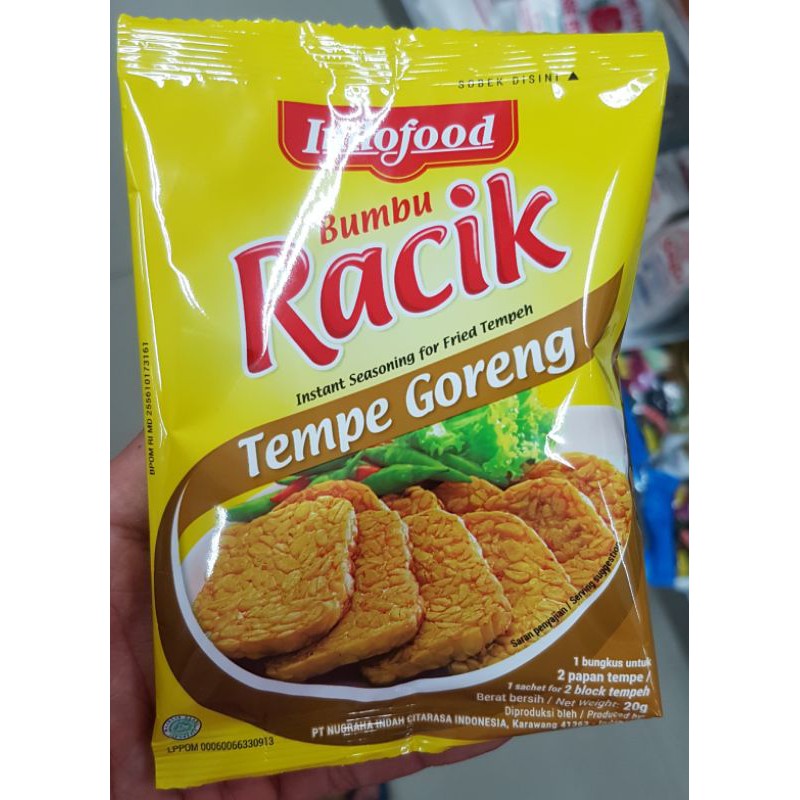 SOBEK DISINI ▲
Indofood
Bumbu
Racik
Instant Seasoning for Fried Tempeh
Tempe Goreng
BPOM RI MD 255610173161
Saran penyajian / Serving suggestion
1 bungkus untuk
2 papan tempe /
1 sachet for 2 block tempeh
Berat bersih / Net Weight: 20g
Diproduksi oleh / Produced by:
PT NUGRAHA INDAH CITARASA INDONESIA, Karawang
LPPOM 00060066330913